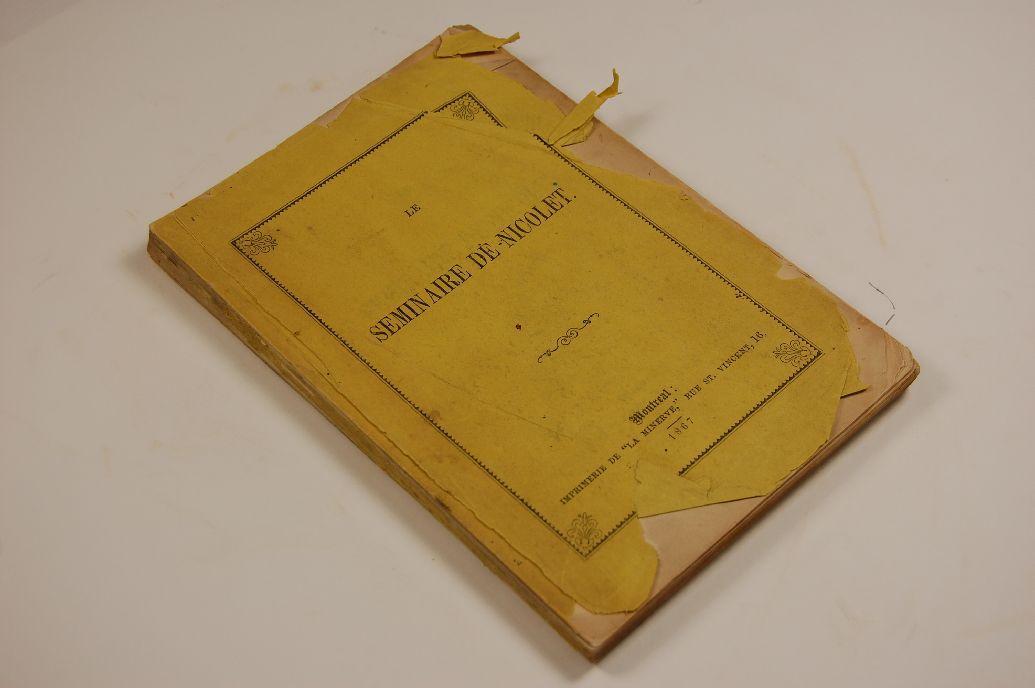 LE
SEMINAIRE DE NICOLET.
Montreal :
IMPRIMERIE DE "LA MINERVE," RUE ST. VINCENT, 16.
1867